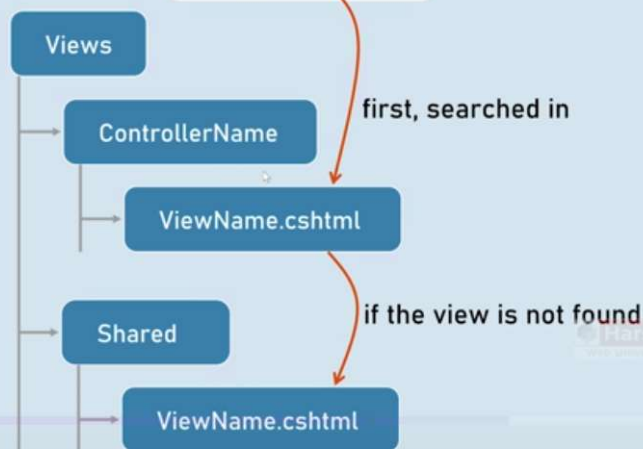 Views
ControllerName
first, searched in
ViewName.cshtml
if the view is not found
Shared
ViewName.cshtml